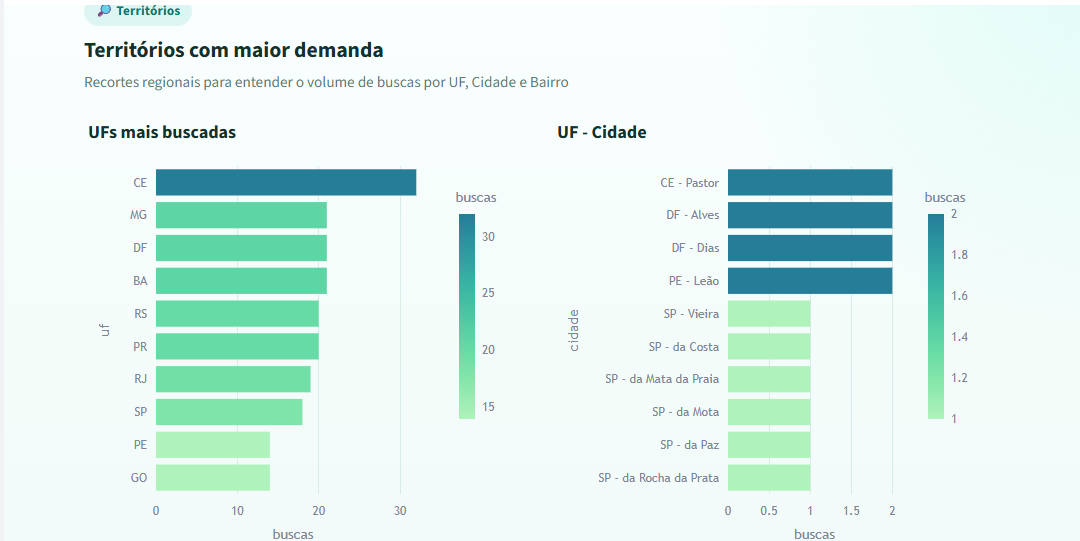 🔎 Territórios
Territórios com maior demanda
Recortes regionais para entender o volume de buscas por UF, Cidade e Bairro
UFs mais buscadas
CE
MG
DF
BA
RS
PR
RJ
SP
PE
GO
uf
0 10 20 30
buscas
buscas
30
25
20
15
UF - Cidade
CE - Pastor
DF - Alves
DF - Dias
PE - Leão
SP - Vieira
SP - da Costa
SP - da Mata da Praia
SP - da Mota
SP - da Paz
SP - da Rocha da Prata
cidade
0 0.5 1 1.5 2
buscas
buscas
2
1.8
1.6
1.4
1.2
1